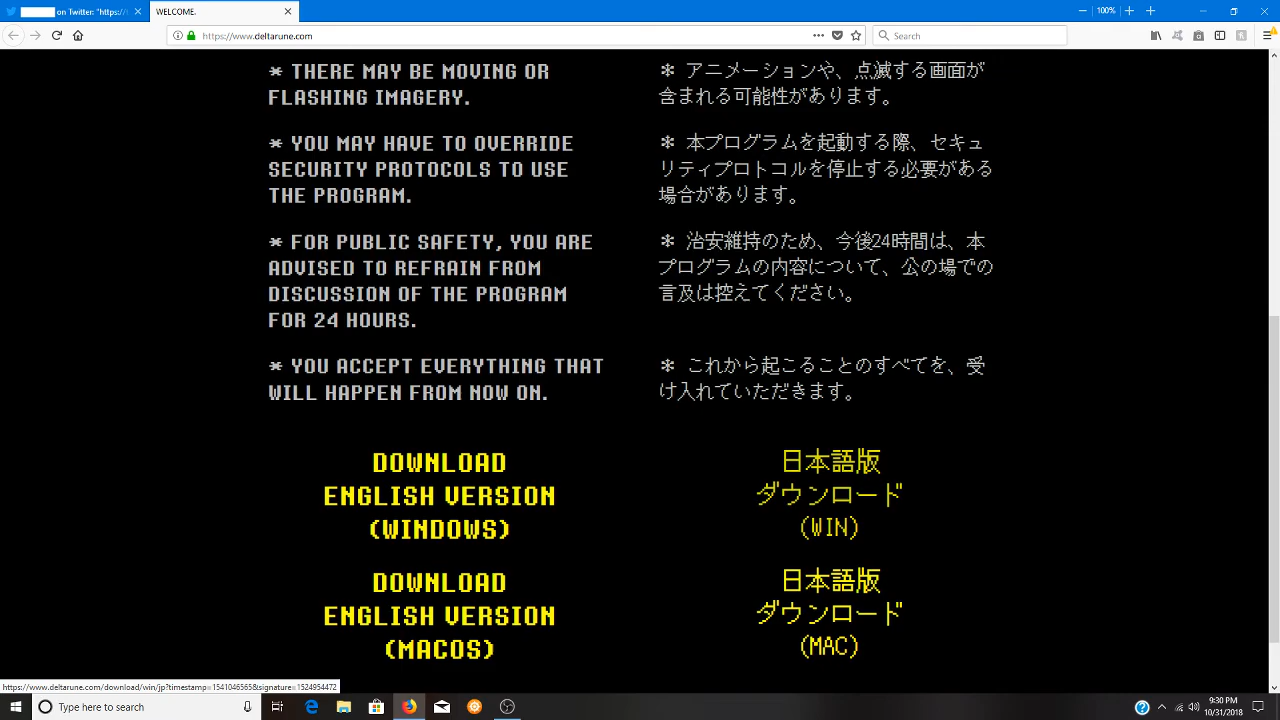 on Twitter: "https://
WELCOME.
100%
https://www.deltarune.com
Search
* THERE MAY BE MOVING OR
FLASHING IMAGERY.
* YOU MAY HAVE TO OVERRIDE
SECURITY PROTOCOLS TO USE
THE PROGRAM.
* FOR PUBLIC SAFETY, YOU ARE
ADVISED TO REFRAIN FROM
DISCUSSION OF THE PROGRAM
FOR 24 HOURS.
* YOU ACCEPT EVERYTHING THAT
WILL HAPPEN FROM NOW ON.
DOWNLOAD
ENGLISH VERSION
(WINDOWS)
DOWNLOAD
ENGLISH VERSION
(MACOS)
* アニメーションや、点滅する画面が
含まれる可能性があります。
* 本プログラムを起動する際、セキュ
リティプロトコルを停止する必要がある
場合があります。
* 治安維持のため、今後24時間は、本
プログラムの内容について、公の場での
言及は控えてください。
* これから起こることのすべてを、受
け入れていただきます。
日本語版
ダウンロード
(WIN)
日本語版
ダウンロード
(MAC)
https://www.deltarune.com/download/win/jp?timestamp=1541046565&signature=1524954472
Type here to search
9:30 PM
10/31/2018